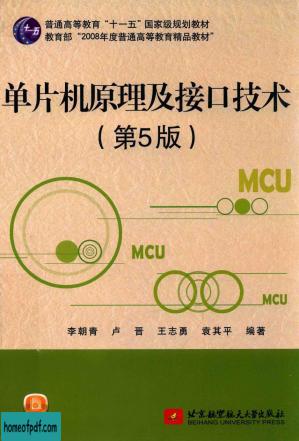 十一五
普通高等教育“十一五”国家级规划教材
教育部“2008年度普通高等教育精品教材”
单片机原理及接口技术
（第5版）
MCU
MCU
MCU
李朝青 卢晋 王志勇 袁其平 编著
北京航空航天大学出版社
homeofpdf.com